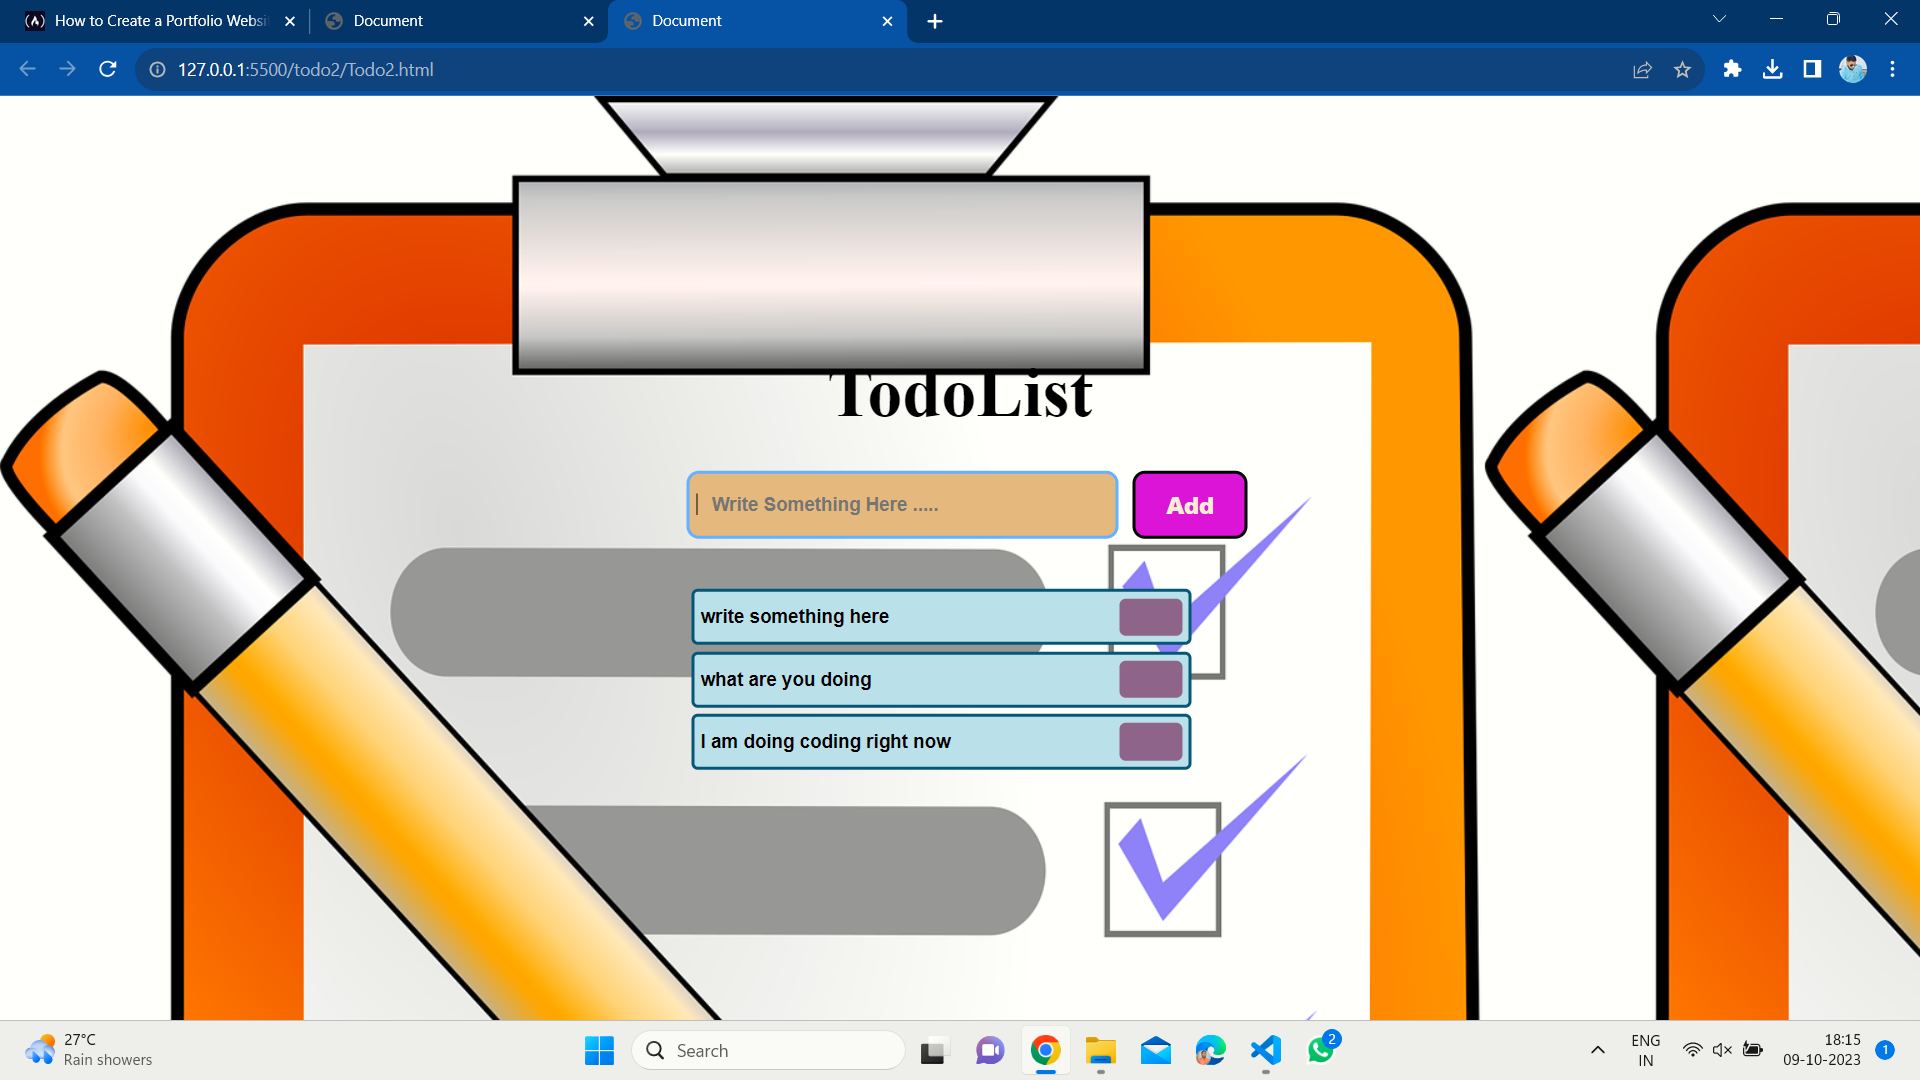 How to Create a Portfolio Websi
Document
Document
127.0.0.1:5500/todo2/Todo2.html
TodoList
Write Something Here .....
Add
write something here
what are you doing
I am doing coding right now
27°C
Rain showers
Search
2
ENG
IN
18:15
09-10-2023
1